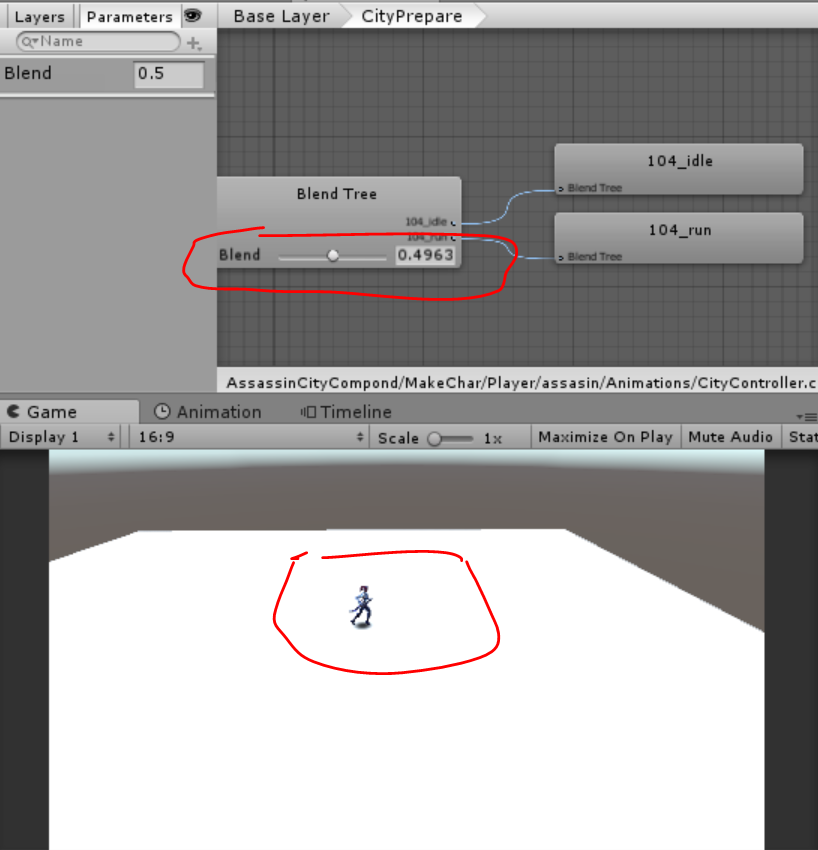 Layers Parameters Base Layer CityPrepare
Name
Blend 0.5
104_idle
Blend Tree
Blend Tree
104_idle
104_run
104_run
Blend 0.4963
Blend Tree
AssassinCityCompond/MakeChar/Player/assasin/Animations/CityController.c
Game Animation Timeline
Display 1 16:9 Scale 1x Maximize On Play Mute Audio Stat